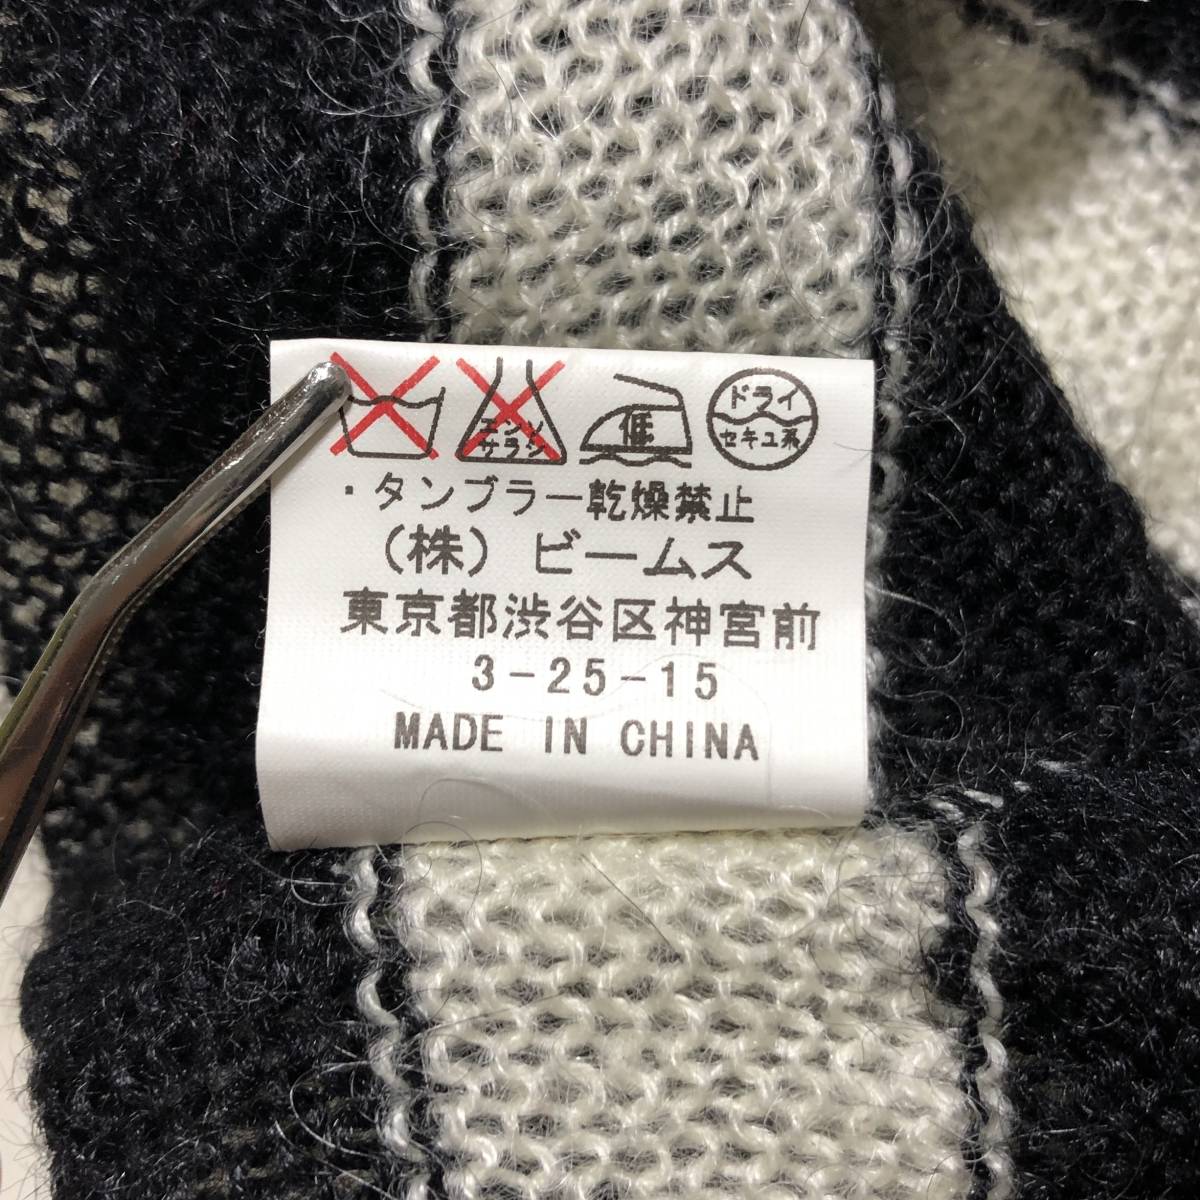 エンソ
サラシ
低
ドライ
セキユ系
・タンブラー乾燥禁止
(株) ビームス
東京都渋谷区神宮前
3-25-15
MADE IN CHINA